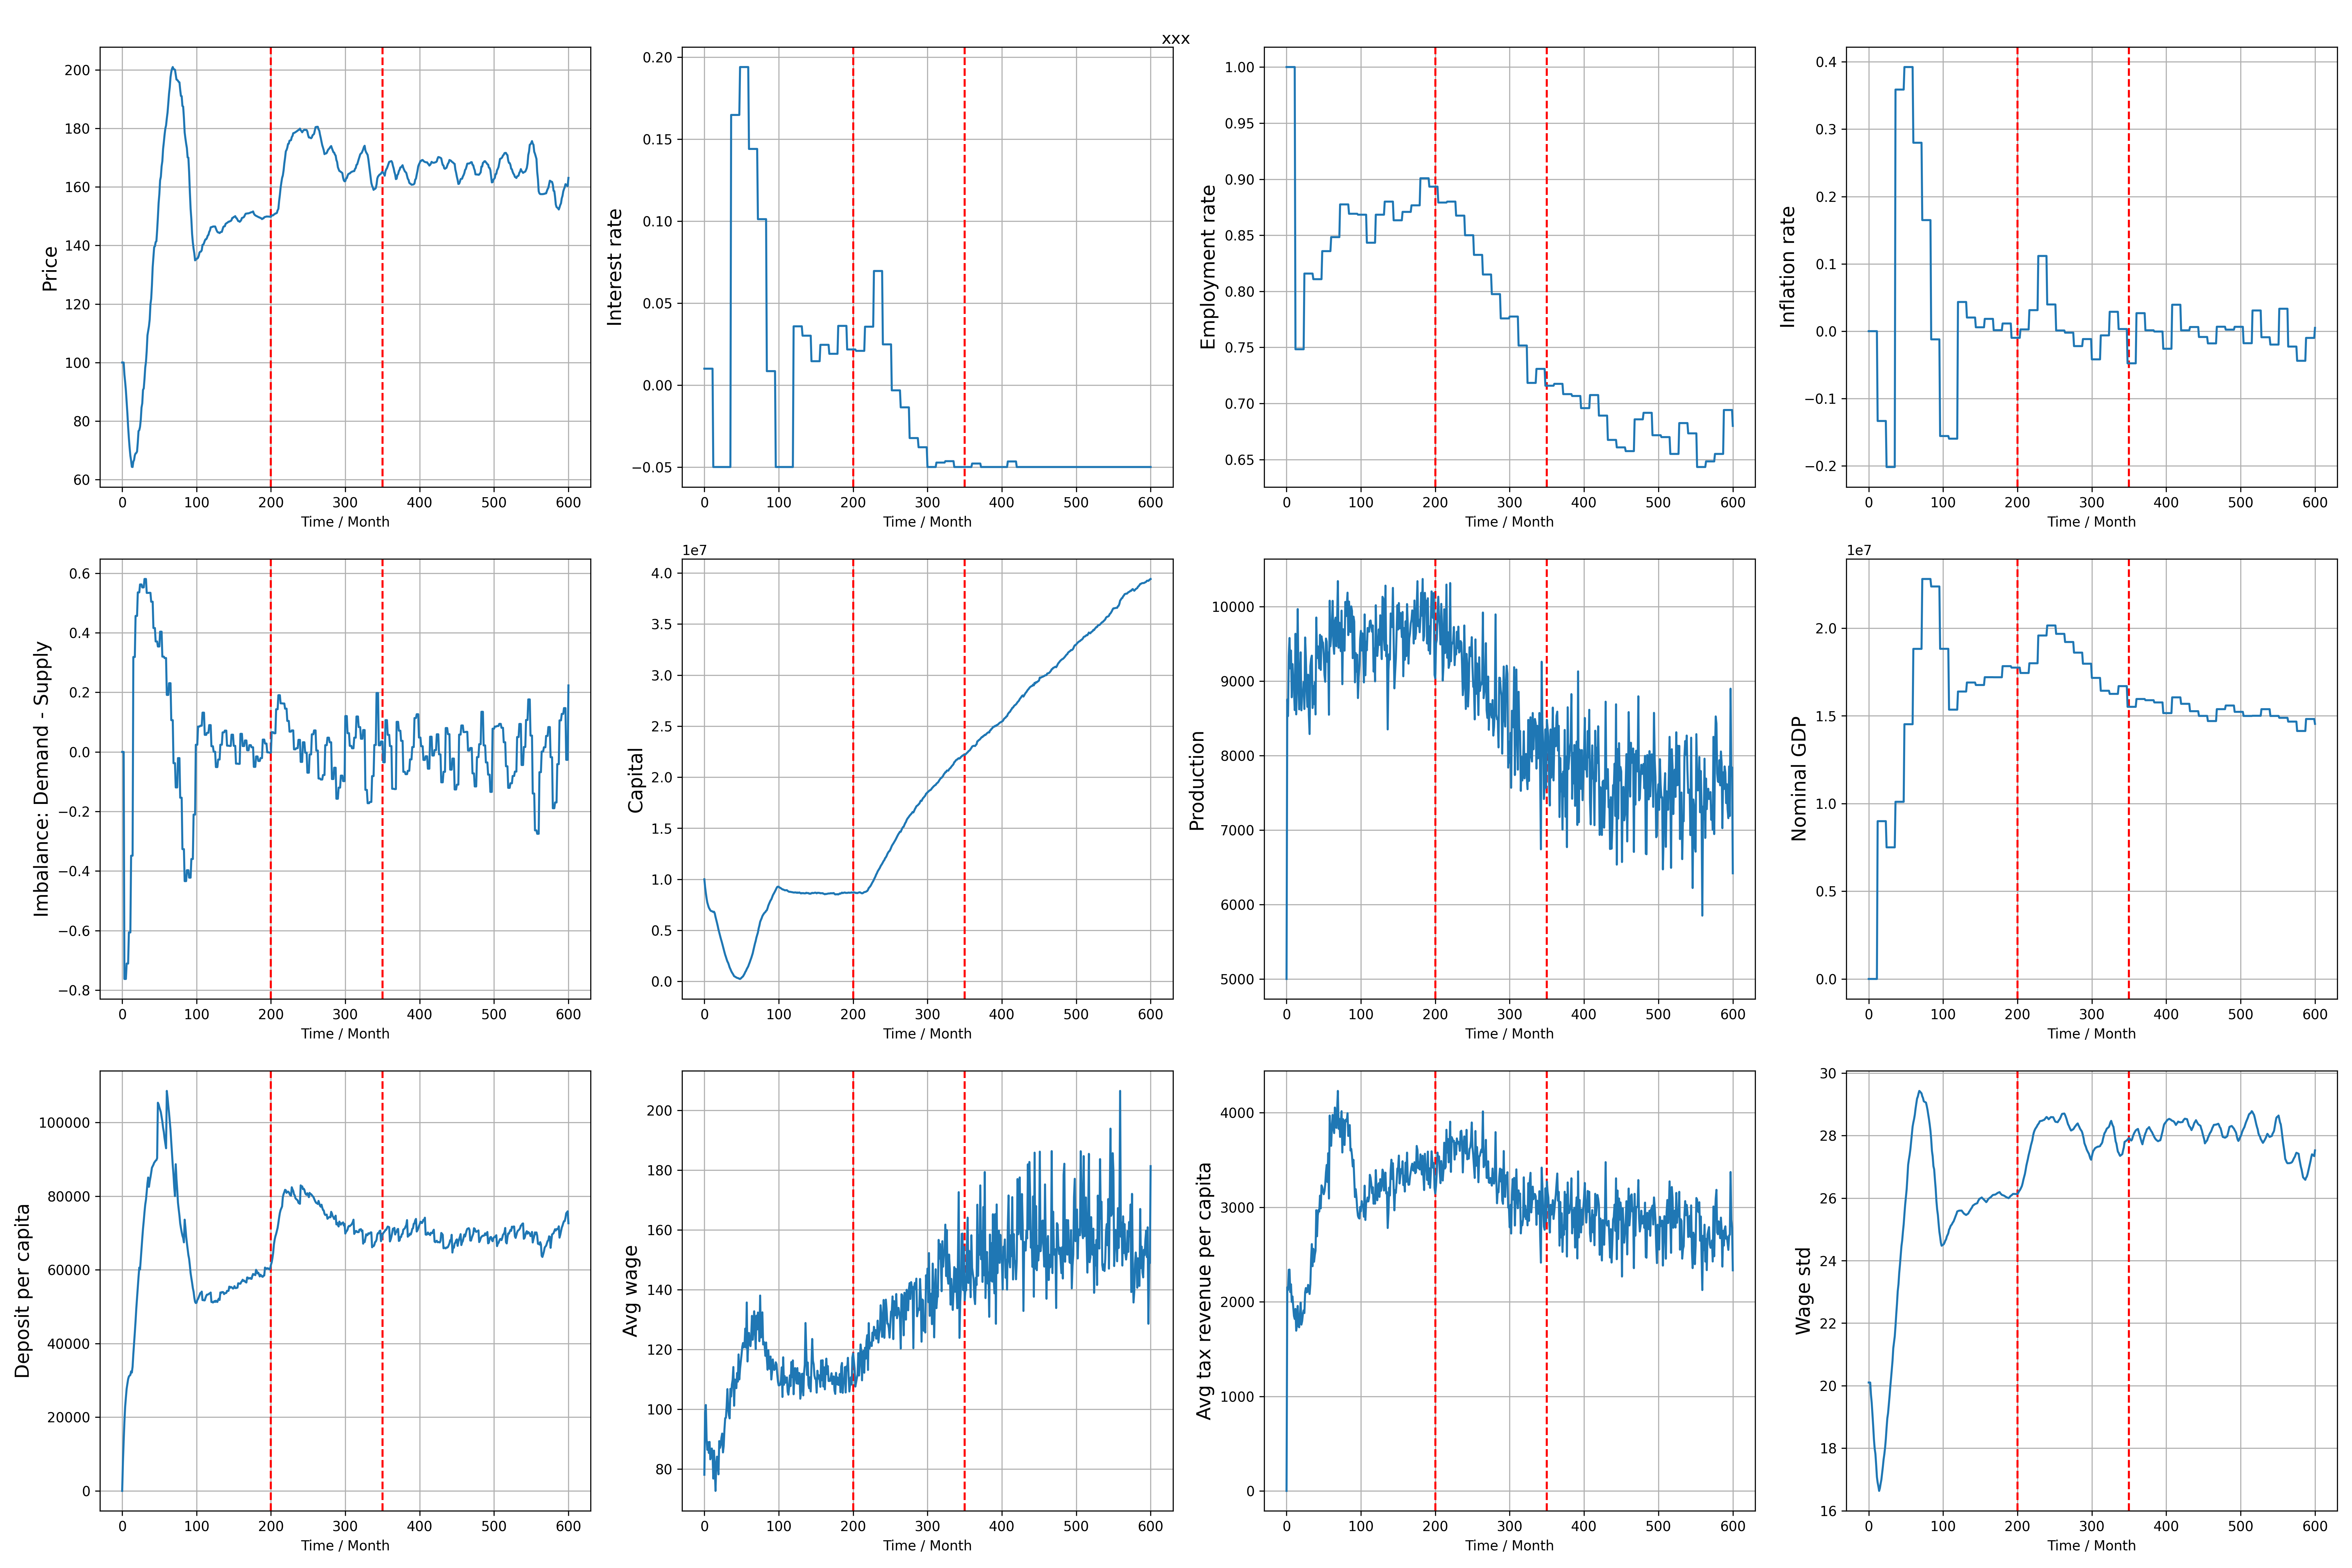 xxx
Price
200
180
160
140
120
100
80
60
0 100 200 300 400 500 600
Time / Month
Interest rate
0.20
0.15
0.10
0.05
0.00
−0.05
0 100 200 300 400 500 600
Time / Month
Employment rate
1.00
0.95
0.90
0.85
0.80
0.75
0.70
0.65
0 100 200 300 400 500 600
Time / Month
Inflation rate
0.4
0.3
0.2
0.1
0.0
−0.1
−0.2
0 100 200 300 400 500 600
Time / Month
Imbalance: Demand - Supply
0.6
0.4
0.2
0.0
−0.2
−0.4
−0.6
−0.8
0 100 200 300 400 500 600
Time / Month
1e7
Capital
4.0
3.5
3.0
2.5
2.0
1.5
1.0
0.5
0.0
0 100 200 300 400 500 600
Time / Month
Production
10000
9000
8000
7000
6000
5000
0 100 200 300 400 500 600
Time / Month
1e7
Nominal GDP
2.0
1.5
1.0
0.5
0.0
0 100 200 300 400 500 600
Time / Month
Deposit per capita
100000
80000
60000
40000
20000
0
0 100 200 300 400 500 600
Time / Month
Avg wage
200
180
160
140
120
100
80
0 100 200 300 400 500 600
Time / Month
Avg tax revenue per capita
4000
3000
2000
1000
0
0 100 200 300 400 500 600
Time / Month
Wage std
30
28
26
24
22
20
18
16
0 100 200 300 400 500 600
Time / Month